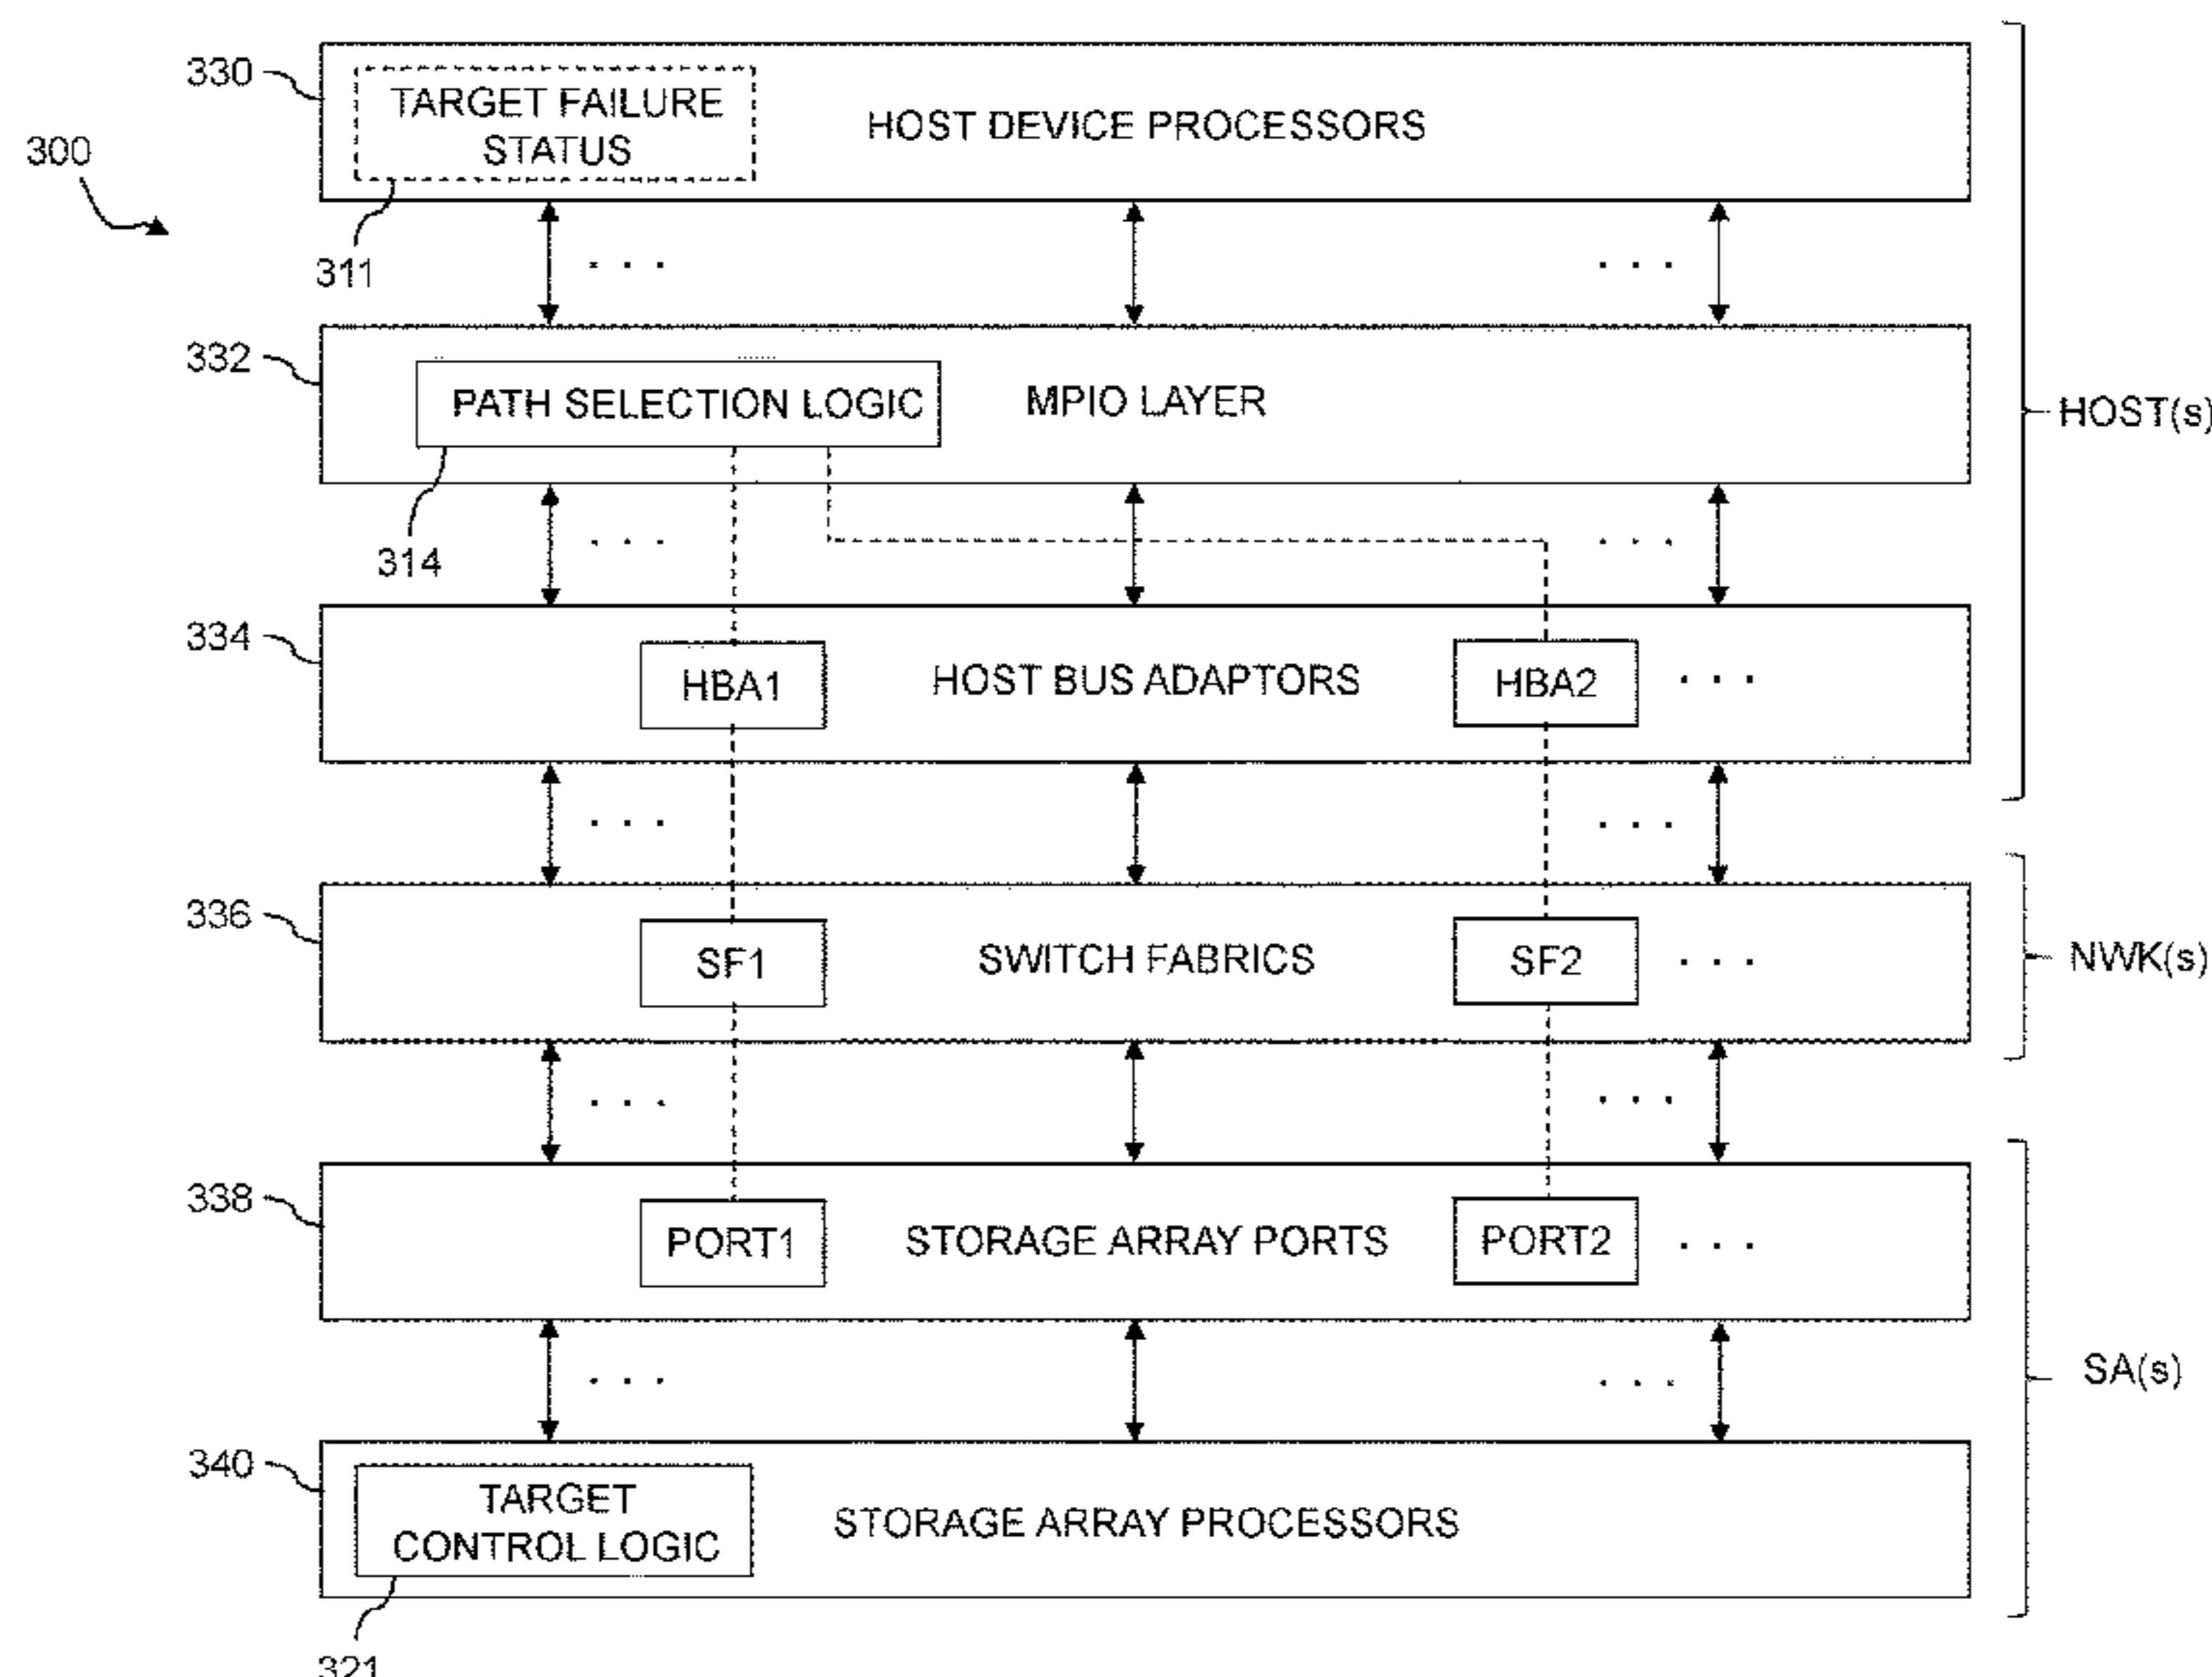 330
TARGET FAILURE
STATUS
HOST DEVICE PROCESSORS
300
311
. . .
. . .
332
PATH SELECTION LOGIC
MPIO LAYER
HOST(s)
314
. . .
. . .
334
HBA1
HOST BUS ADAPTORS
HBA2
. . .
. . .
. . .
336
SF1
SWITCH FABRICS
SF2
. . .
NWK(s)
. . .
. . .
338
PORT1
STORAGE ARRAY PORTS
PORT2
. . .
. . .
. . .
SA(s)
340
TARGET
CONTROL LOGIC
STORAGE ARRAY PROCESSORS
321